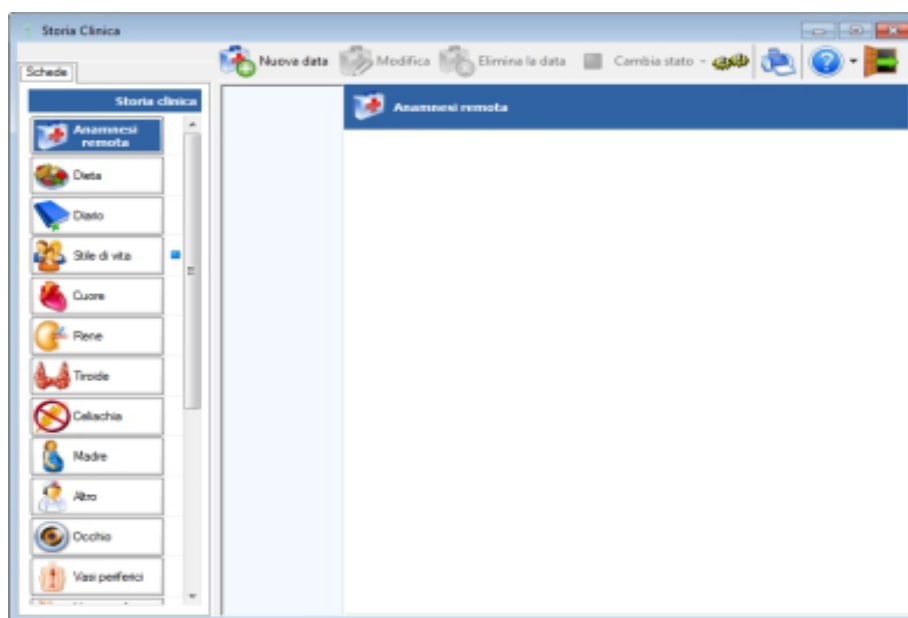 Storia Clinica
Nuova data Modifica Elimina la data Cambia stato
Schede
Storia clinica
Anamnesi remota
Anamnesi
remota
Dieta
Diario
Stile di vita
Cuore
Rene
Tiroide
Celiachia
Madre
Altro
Occhio
Vasi periferici